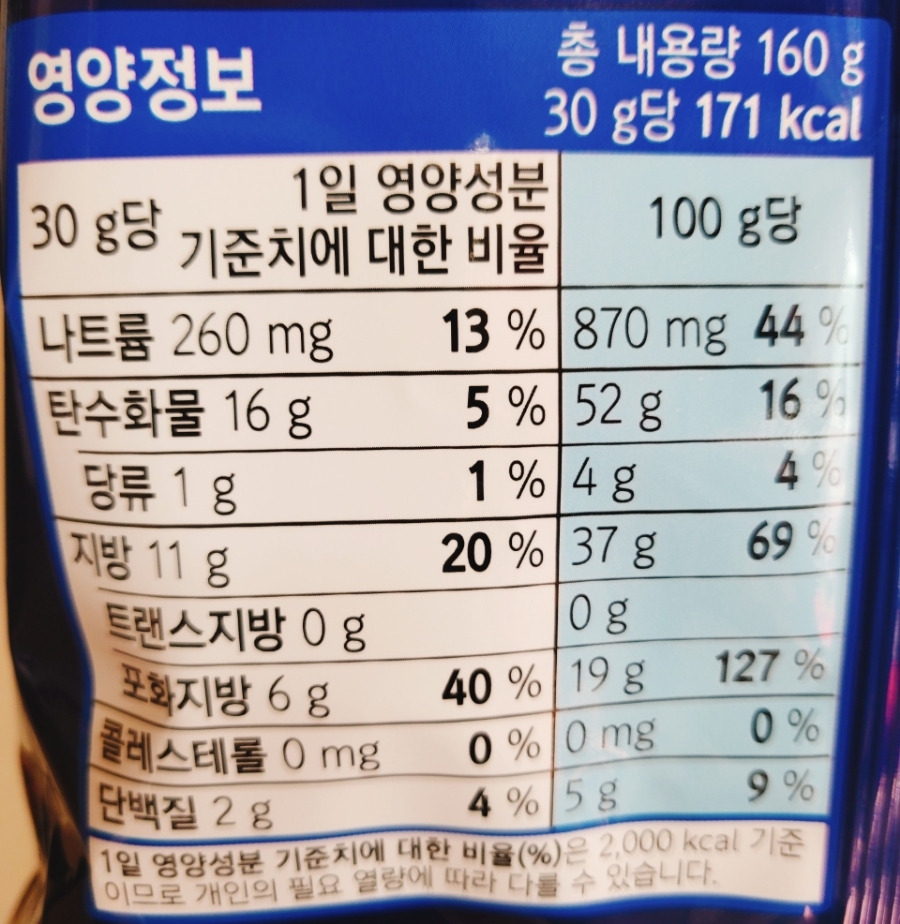 영양정보
총 내용량 160 g
30 g당 171 kcal
30 g당 1일 영양성분 기준치에 대한 비율 100 g당
나트륨 260 mg 13 % 870 mg 44 %
탄수화물 16 g 5 % 52 g 16 %
당류 1 g 1 % 4 g 4 %
지방 11 g 20 % 37 g 69 %
트랜스지방 0 g 0 g
포화지방 6 g 40 % 19 g 127 %
콜레스테롤 0 mg 0 % 0 mg 0 %
단백질 2 g 4 % 5 g 9 %
1일 영양성분 기준치에 대한 비율(%)은 2,000 kcal 기준
이므로 개인의 필요 열량에 따라 다를 수 있습니다.